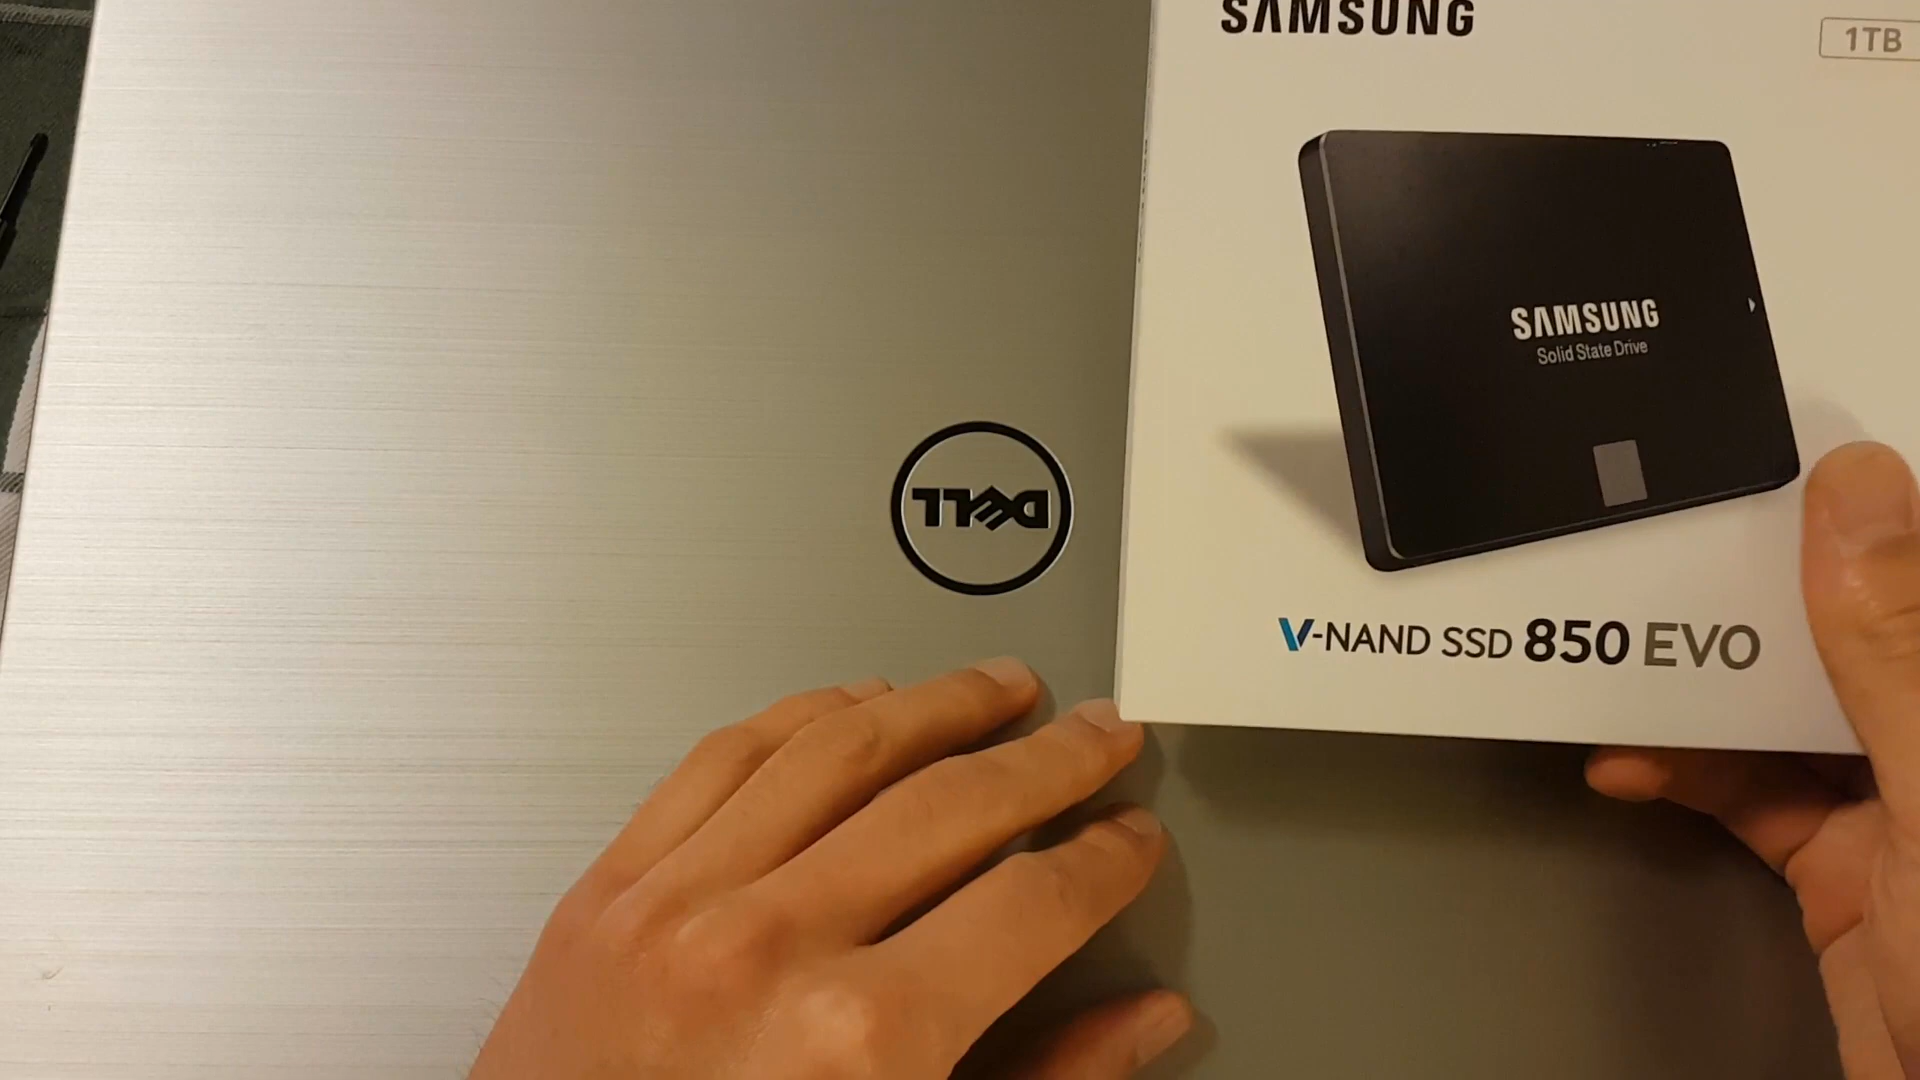 SAMSUNG
1TB
SAMSUNG
Solid State Drive
DELL
V-NAND SSD 850 EVO